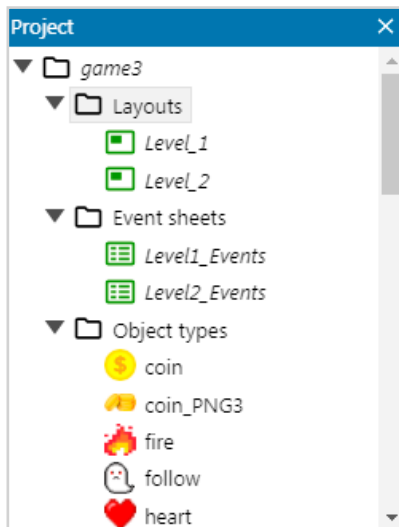 Project
game3
Layouts
Level_1
Level_2
Event sheets
Level1_Events
Level2_Events
Object types
coin
coin_PNG3
fire
follow
heart